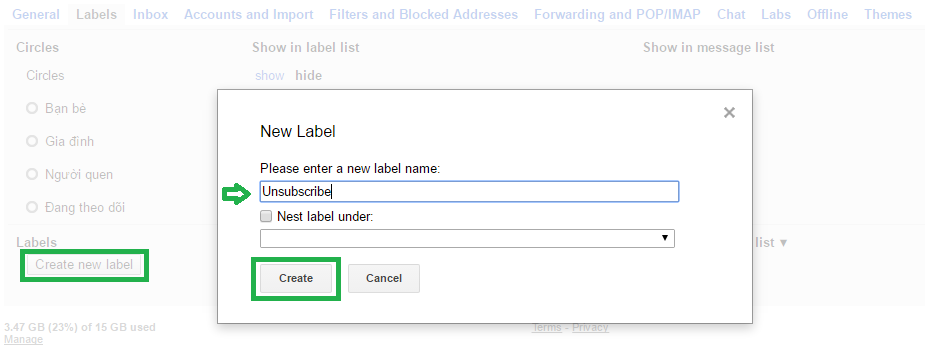 General Labels Inbox Accounts and Import Filters and Blocked Addresses Forwarding and POP/IMAP Chat Labs Offline Themes
Circles Show in label list Show in message list
Circles show hide
Bạn bè
Gia đình
Người quen
Đang theo dõi
Labels list ▾
Create new label
New Label
Please enter a new label name:
Unsubscribe
Nest label under:
Create Cancel
3.47 GB (23%) of 15 GB used
Manage
Terms - Privacy